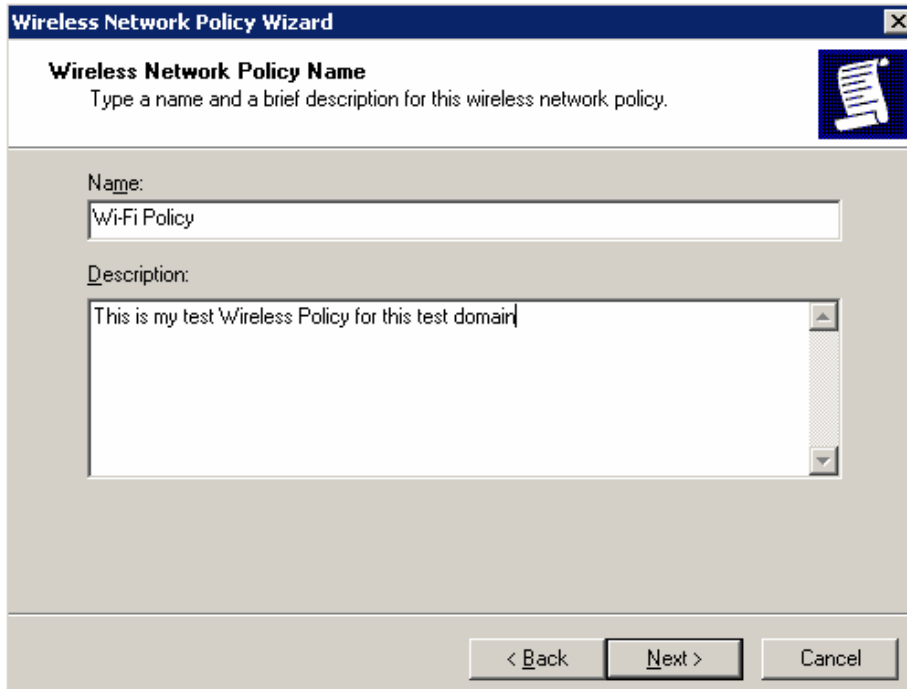 Wireless Network Policy Wizard
Wireless Network Policy Name
Type a name and a brief description for this wireless network policy.
Name:
Wi-Fi Policy
Description:
This is my test Wireless Policy for this test domain
< Back Next > Cancel